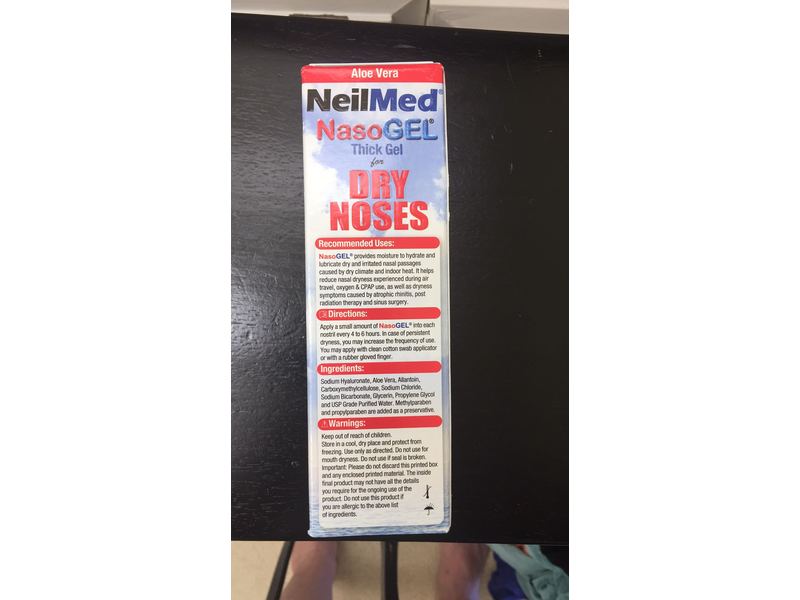 Aloe Vera
NeilMed®
NasoGEL®
Thick Gel
for
DRY
NOSES
Recommended Uses:
NasoGEL® provides moisture to hydrate and
lubricate dry and irritated nasal passages
caused by dry climate and indoor heat. It helps
reduce nasal dryness experienced during air
travel, oxygen & CPAP use, as well as dryness
symptoms caused by atrophic rhinitis, post
radiation therapy and sinus surgery.
Directions:
Apply a small amount of NasoGEL® into each
nostril every 4 to 6 hours. In case of persistent
dryness, you may increase the frequency of use.
You may apply with clean cotton swab applicator
or with a rubber gloved finger.
Ingredients:
Sodium Hyaluronate, Aloe Vera, Allantoin,
Carboxymethylcellulose, Sodium Chloride,
Sodium Bicarbonate, Glycerin, Propylene Glycol
and USP Grade Purified Water. Methylparaben
and propylparaben are added as a preservative.
! Warnings:
Keep out of reach of children.
Store in a cool, dry place and protect from
freezing. Use only as directed. Do not use for
mouth dryness. Do not use if seal is broken.
Important: Please do not discard this printed box
and any enclosed printed material. The inside
final product may not have all the details
you require for the ongoing use of the
product. Do not use this product if
you are allergic to the above list
of ingredients.